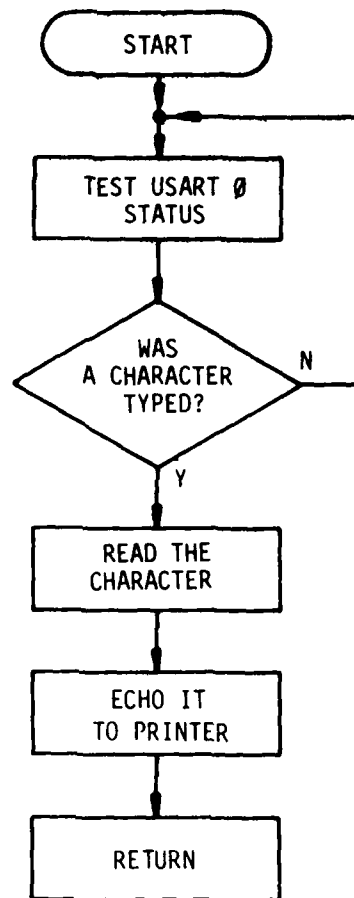 START
TEST USART Ø
STATUS
WAS
A CHARACTER
TYPED?
N
Y
READ THE
CHARACTER
ECHO IT
TO PRINTER
RETURN